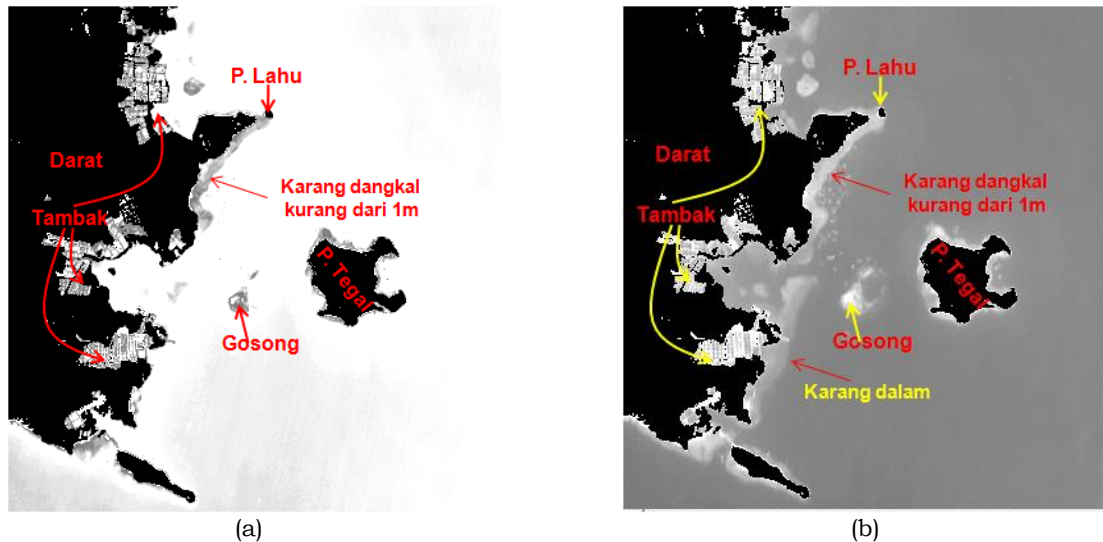 P. Lahu
Darat
Karang dangkal
kurang dari 1m
Tambak
P. Tegal
Gosong
(a)
P. Lahu
Darat
Karang dangkal
kurang dari 1m
Tambak
P. Tegal
Gosong
Karang dalam
(b)